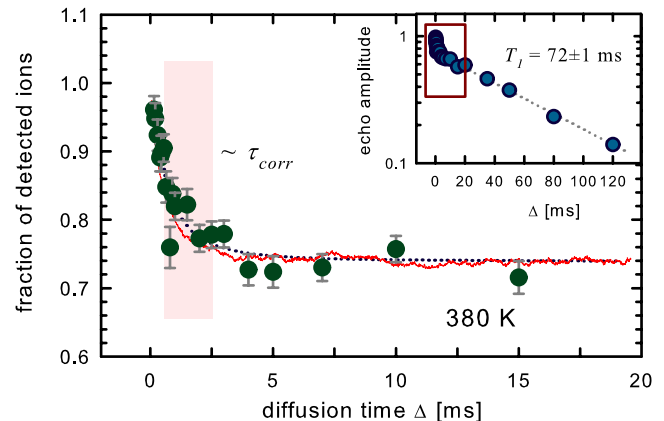 1.1
1.0
0.9
0.8
0.7
0.6
fraction of detected ions
0
5
10
15
20
diffusion time Δ [ms]
~ τcorr
380 K
1
0.1
echo amplitude
T1 = 72±1 ms
0 20 40 60 80 100 120
Δ [ms]